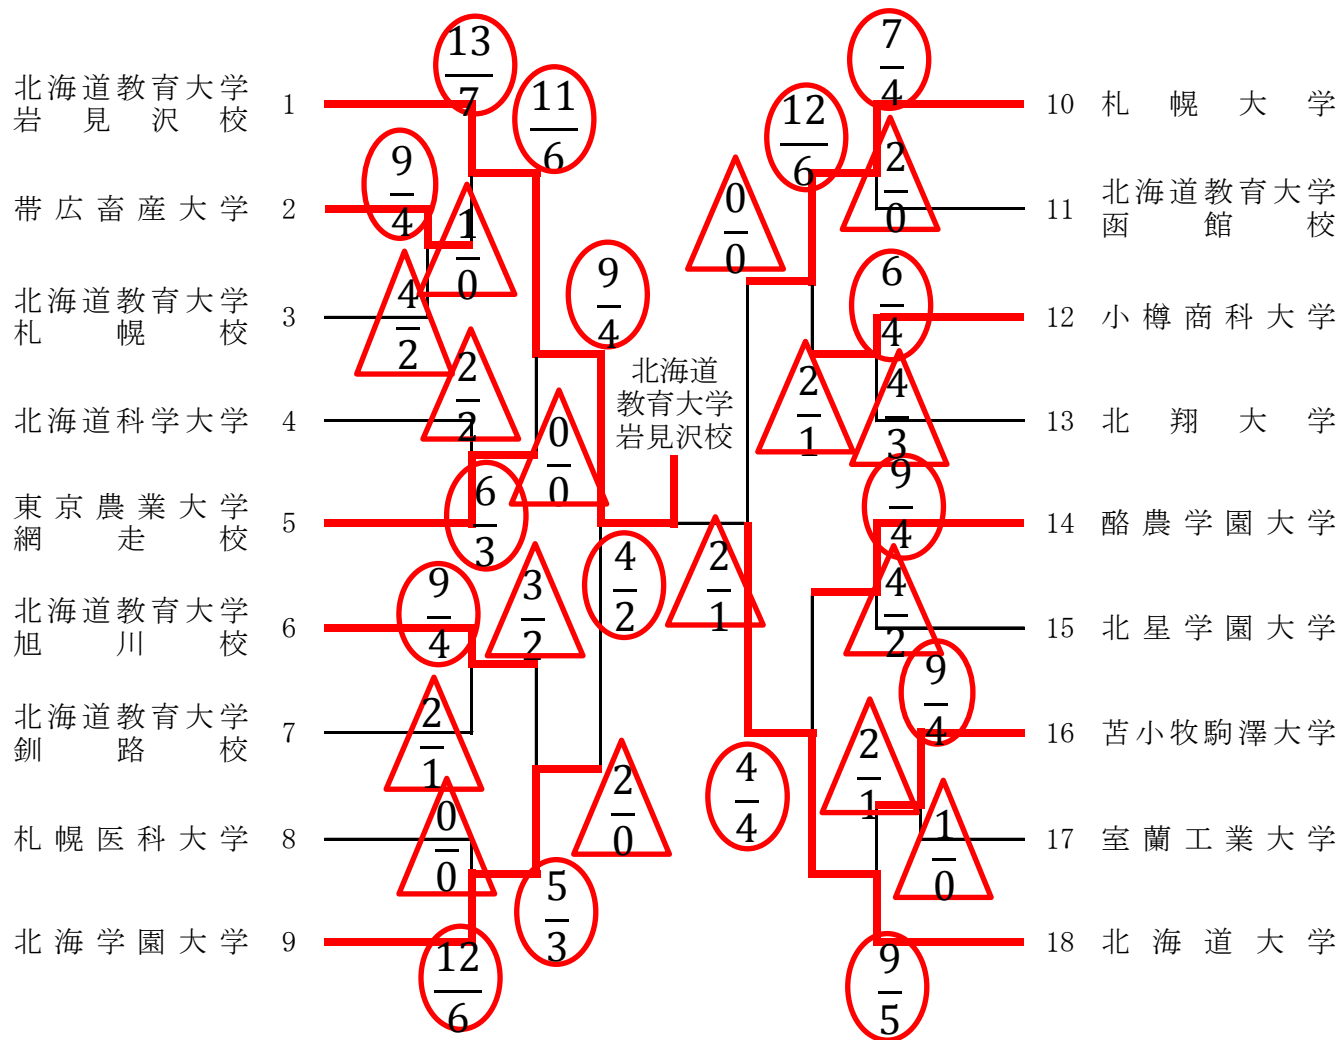 北海道教育大学
岩見沢校 1
帯広畜産大学 2
北海道教育大学
札幌校 3
北海道科学大学 4
東京農業大学
網走校 5
北海道教育大学
旭川校 6
北海道教育大学
釧路校 7
札幌医科大学 8
北海学園大学 9
13
7
11
6
9
4
1
0
4
2
2
2
6
3
0
0
9
4
9
4
3
2
2
1
0
0
12
6
5
3
2
0
4
2
北海道
教育大学
岩見沢校
2
1
0
0
12
6
7
4
2
0
6
4
2
1
4
3
9
4
4
2
9
4
2
1
1
0
4
4
9
5
10 札幌大学
11 北海道教育大学
函館校
12 小樽商科大学
13 北翔大学
14 酪農学園大学
15 北星学園大学
16 苫小牧駒澤大学
17 室蘭工業大学
18 北海道大学